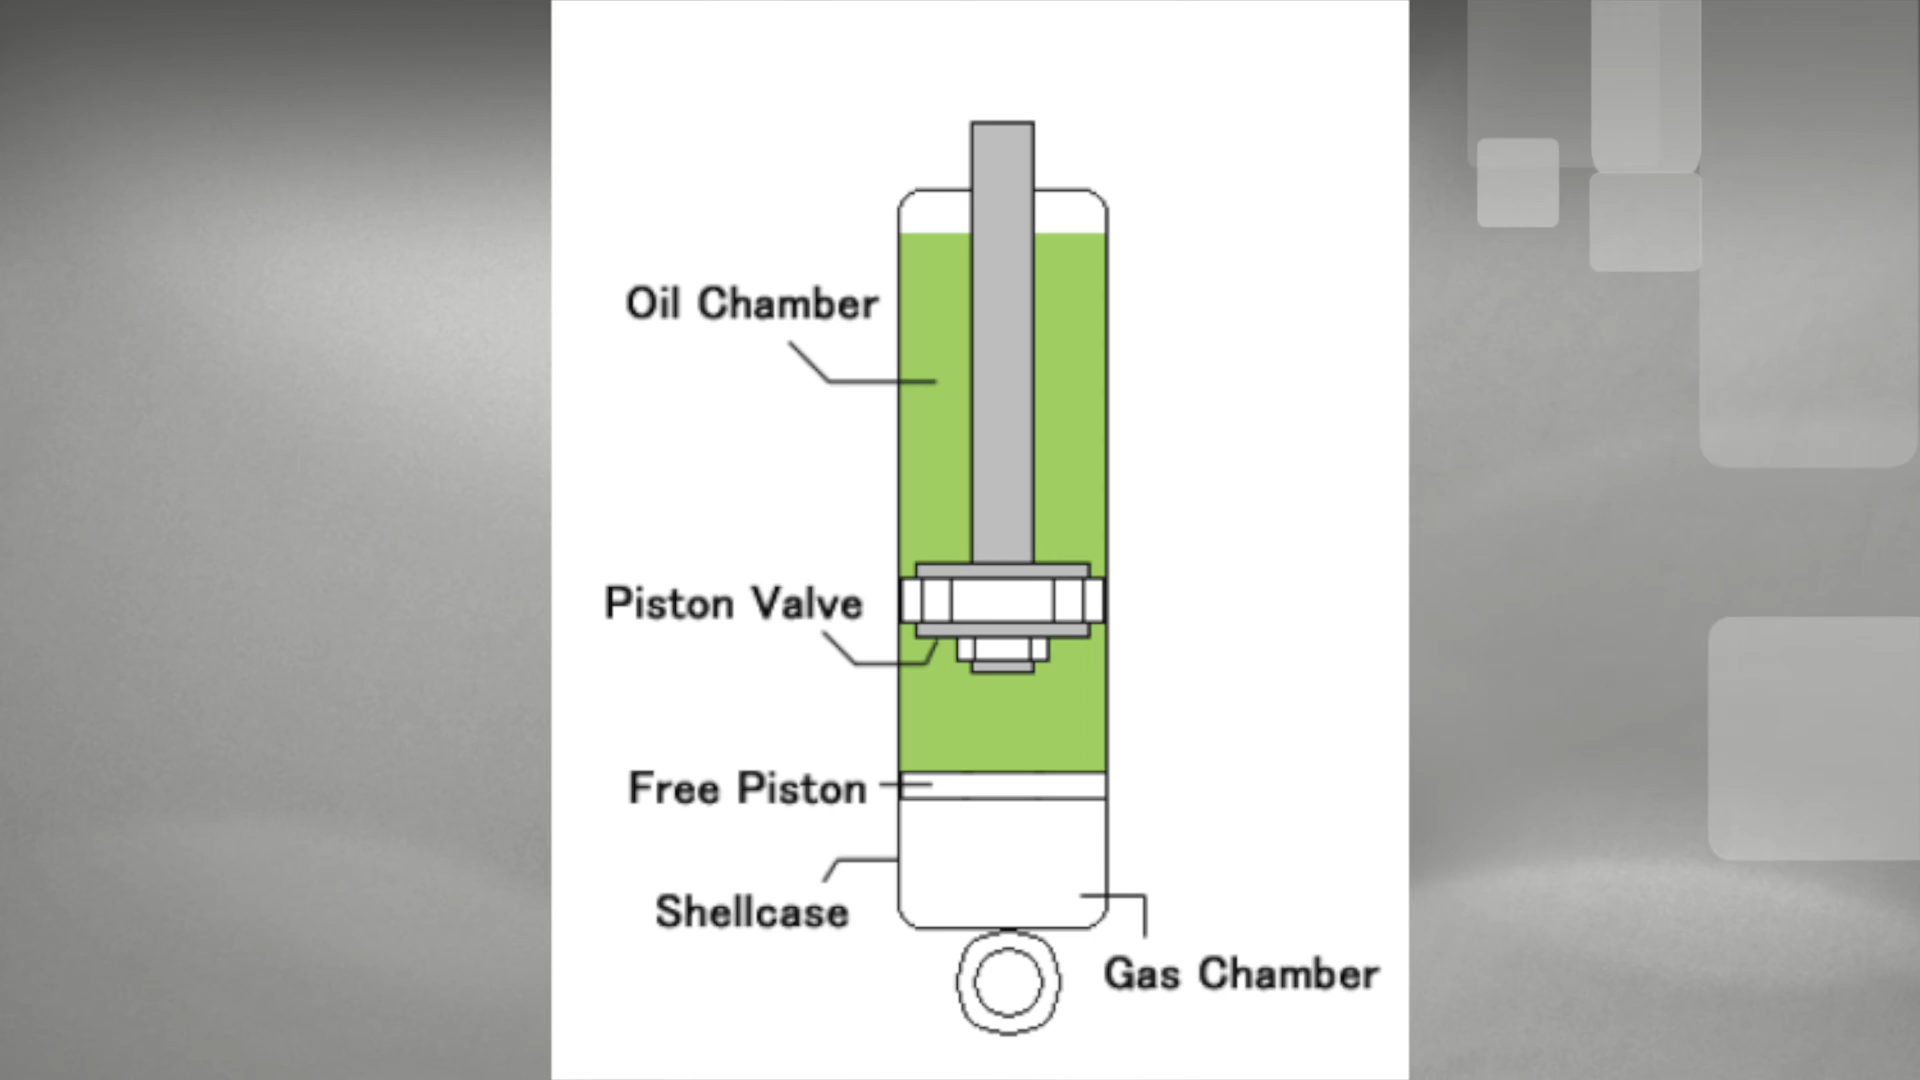 Oil Chamber
Piston Valve
Free Piston
Shellcase
Gas Chamber